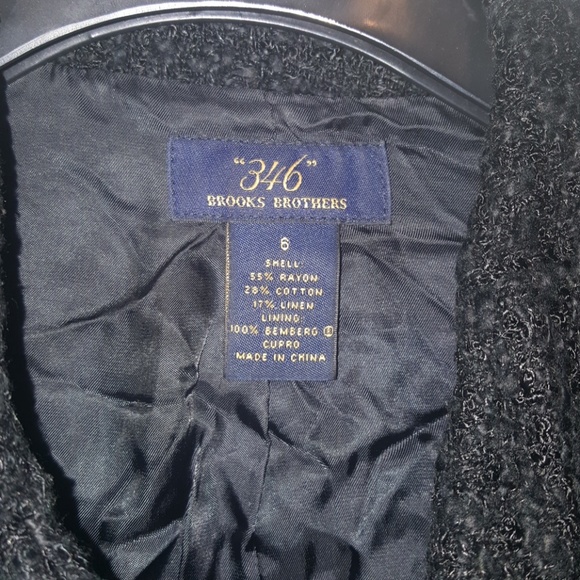 "346"
BROOKS BROTHERS
6
SHELL:
55% RAYON
28% COTTON
17% LINEN
LINING:
100% BEMBERG ®
CUPRO
MADE IN CHINA